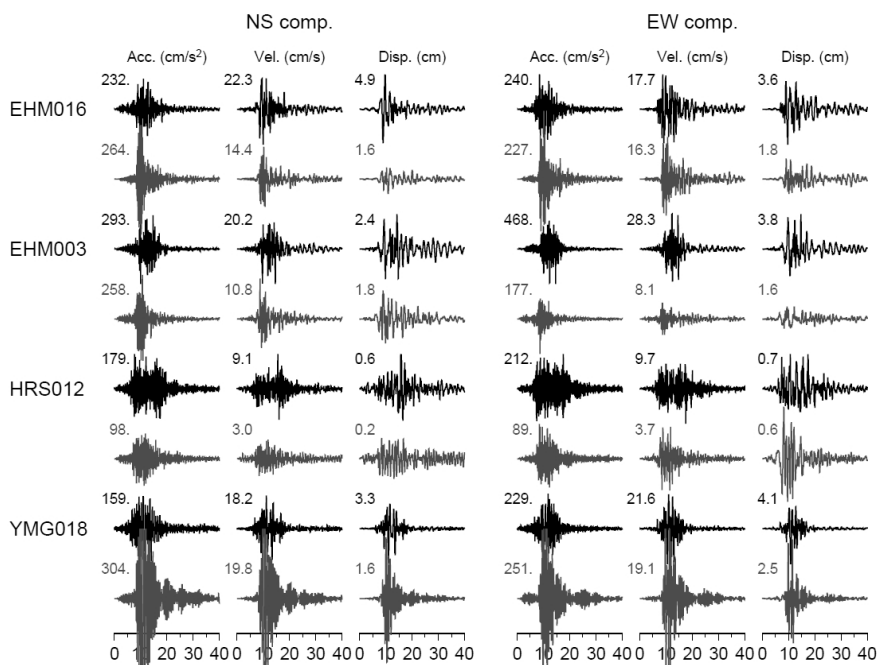 NS comp. EW comp.
Acc. (cm/s²) Vel. (cm/s) Disp. (cm) Acc. (cm/s²) Vel. (cm/s) Disp. (cm)
232. 22.3 4.9 240. 17.7 3.6
EHM016
264. 14.4 1.6 227. 16.3 1.8
293. 20.2 2.4 468. 28.3 3.8
EHM003
258. 10.8 1.8 177. 8.1 1.6
179. 9.1 0.6 212. 9.7 0.7
HRS012
98. 3.0 0.2 89. 3.7 0.6
159. 18.2 3.3 229. 21.6 4.1
YMG018
304. 19.8 1.6 251. 19.1 2.5
0 10 20 30 40 0 10 20 30 40 0 10 20 30 40 0 10 20 30 40 0 10 20 30 40 0 10 20 30 40